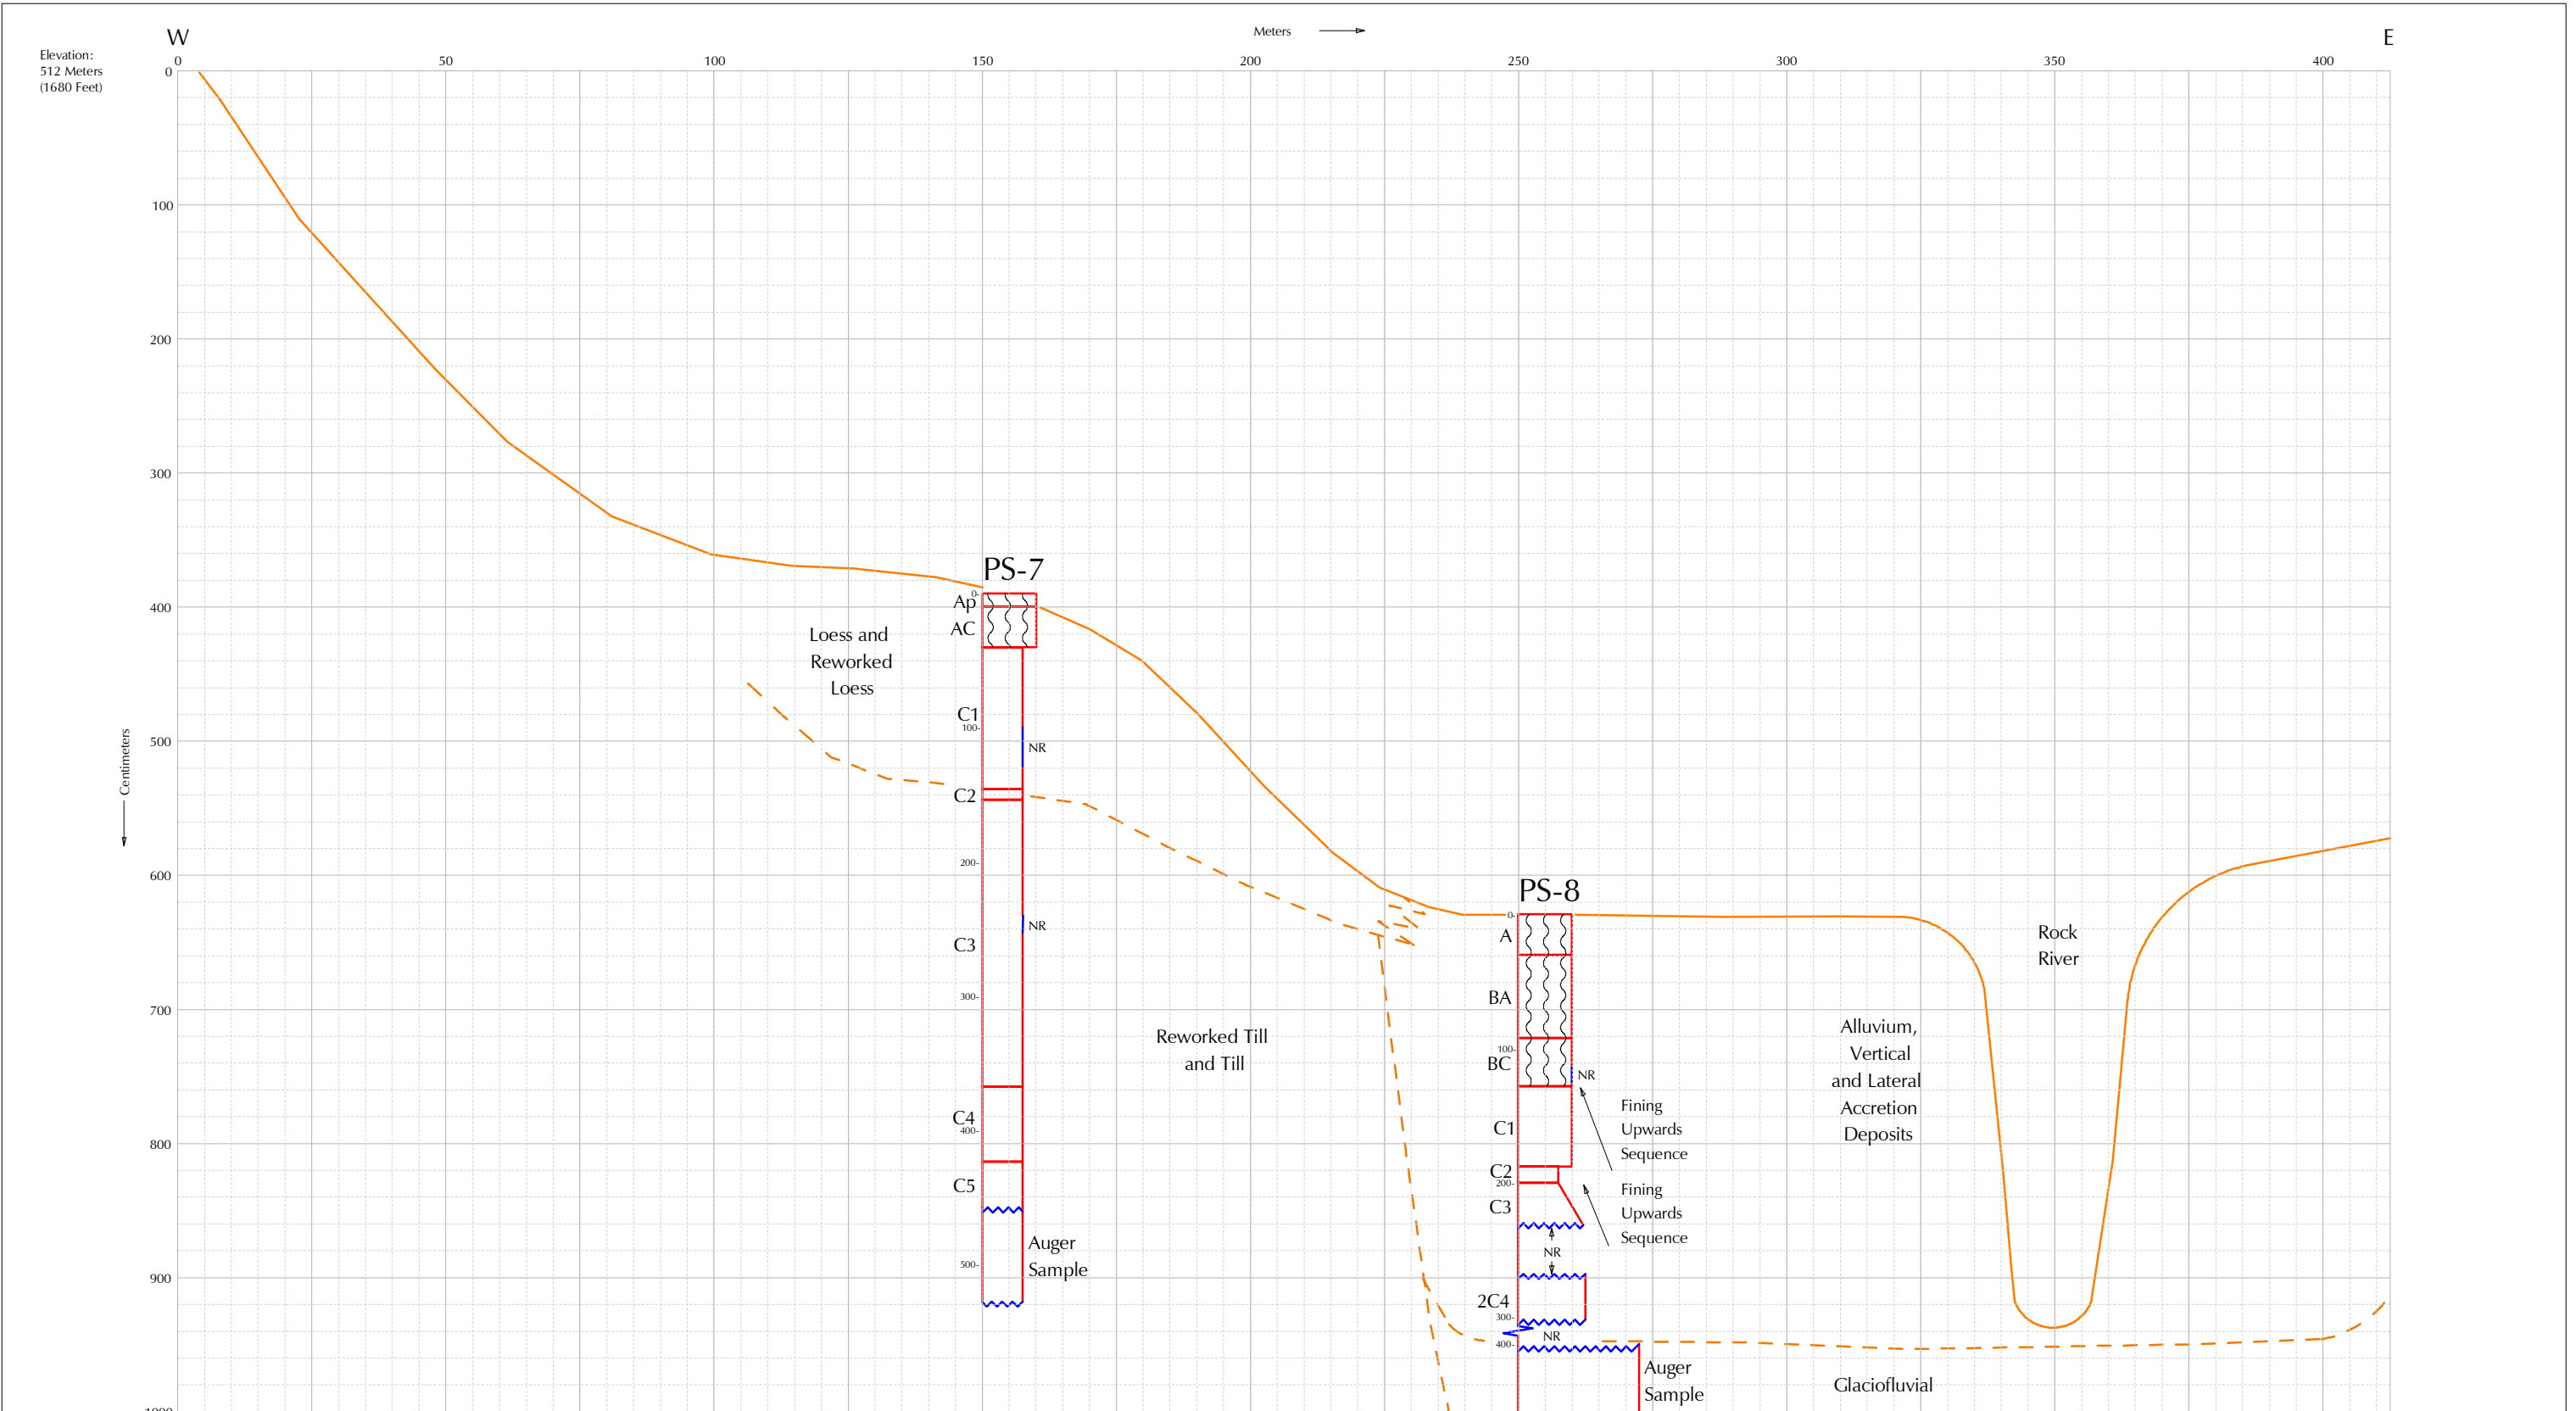 W
Meters
E
Elevation:
512 Meters
(1680 Feet)
0 50 100 150 200 250 300 350 400
0
100
200
300
400
500
600
700
800
900
1000
Centimeters
PS-7
0-
Ap
AC
C1
100-
NR
C2
200-
NR
C3
300-
C4
400-
C5
500-
Auger
Sample
Loess and
Reworked
Loess
Reworked Till
and Till
PS-8
0-
A
BA
100-
BC
NR
C1
C2
200-
C3
NR
2C4
300-
NR
400-
Auger
Sample
Fining
Upwards
Sequence
Fining
Upwards
Sequence
Alluvium,
Vertical
and Lateral
Accretion
Deposits
Rock
River
Glaciofluvial